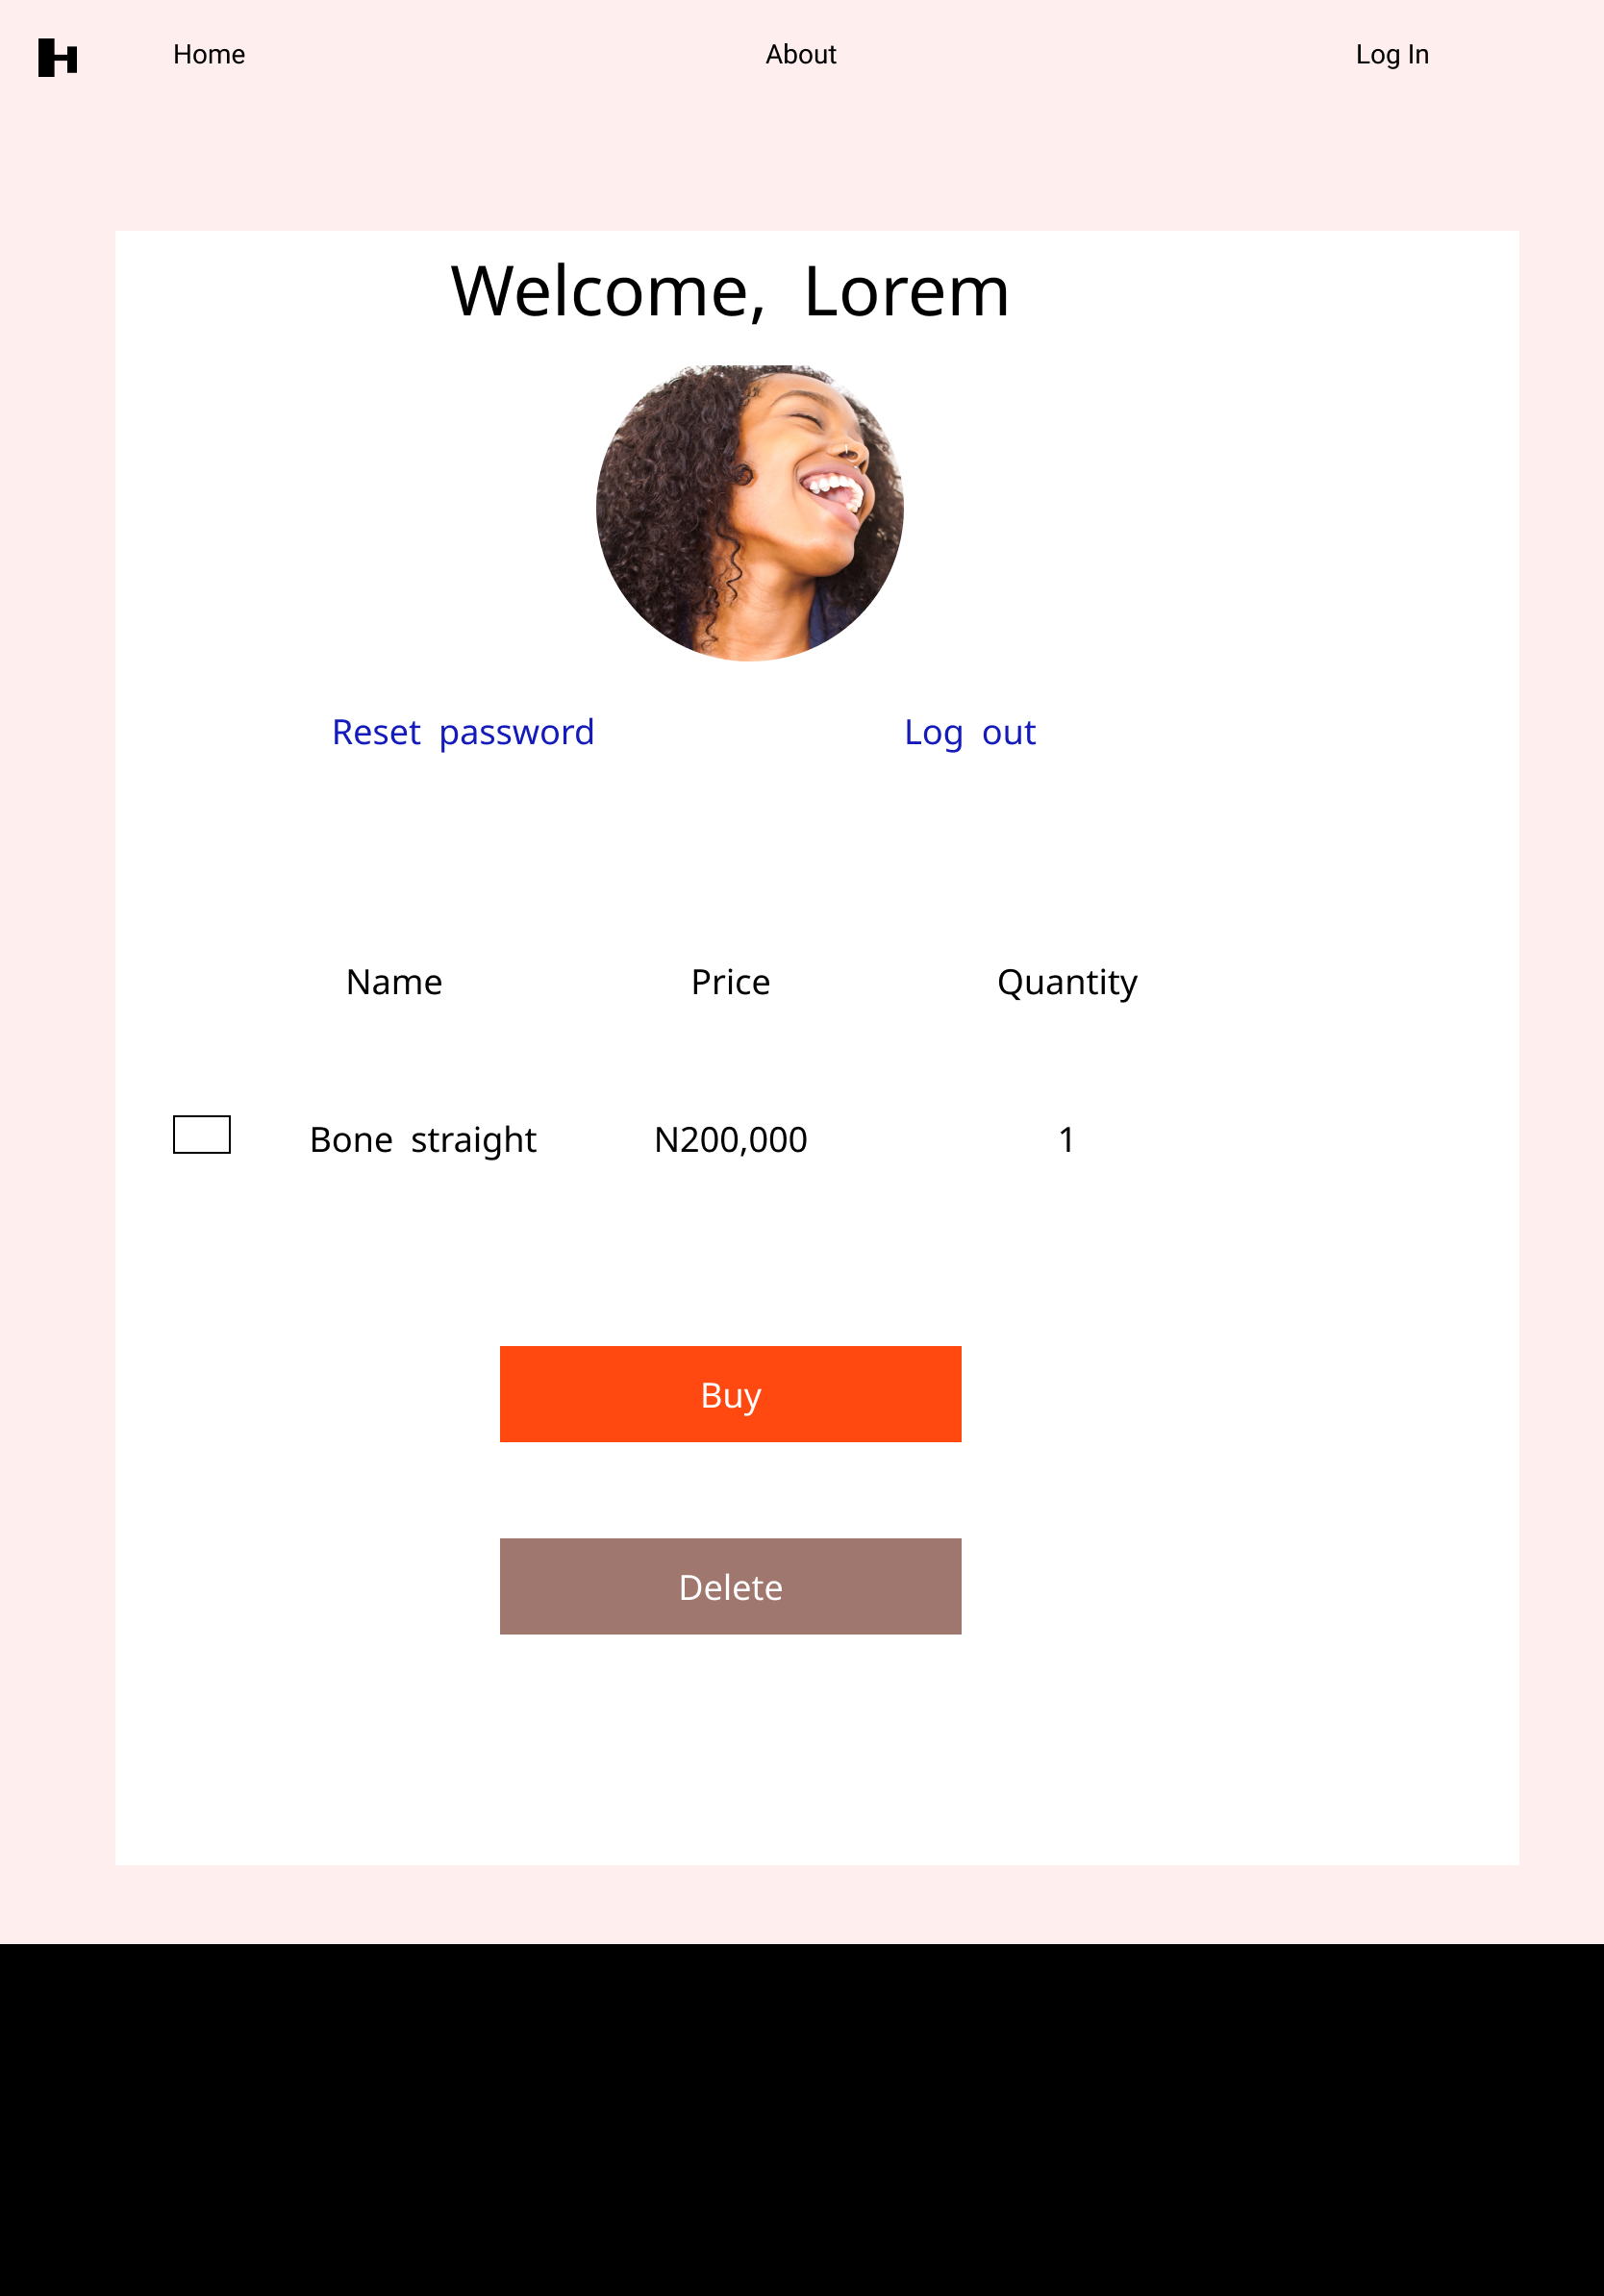 Home About Log In
Welcome, Lorem
Reset password Log out
Name Price Quantity
Bone straight N200,000 1
Buy
Delete